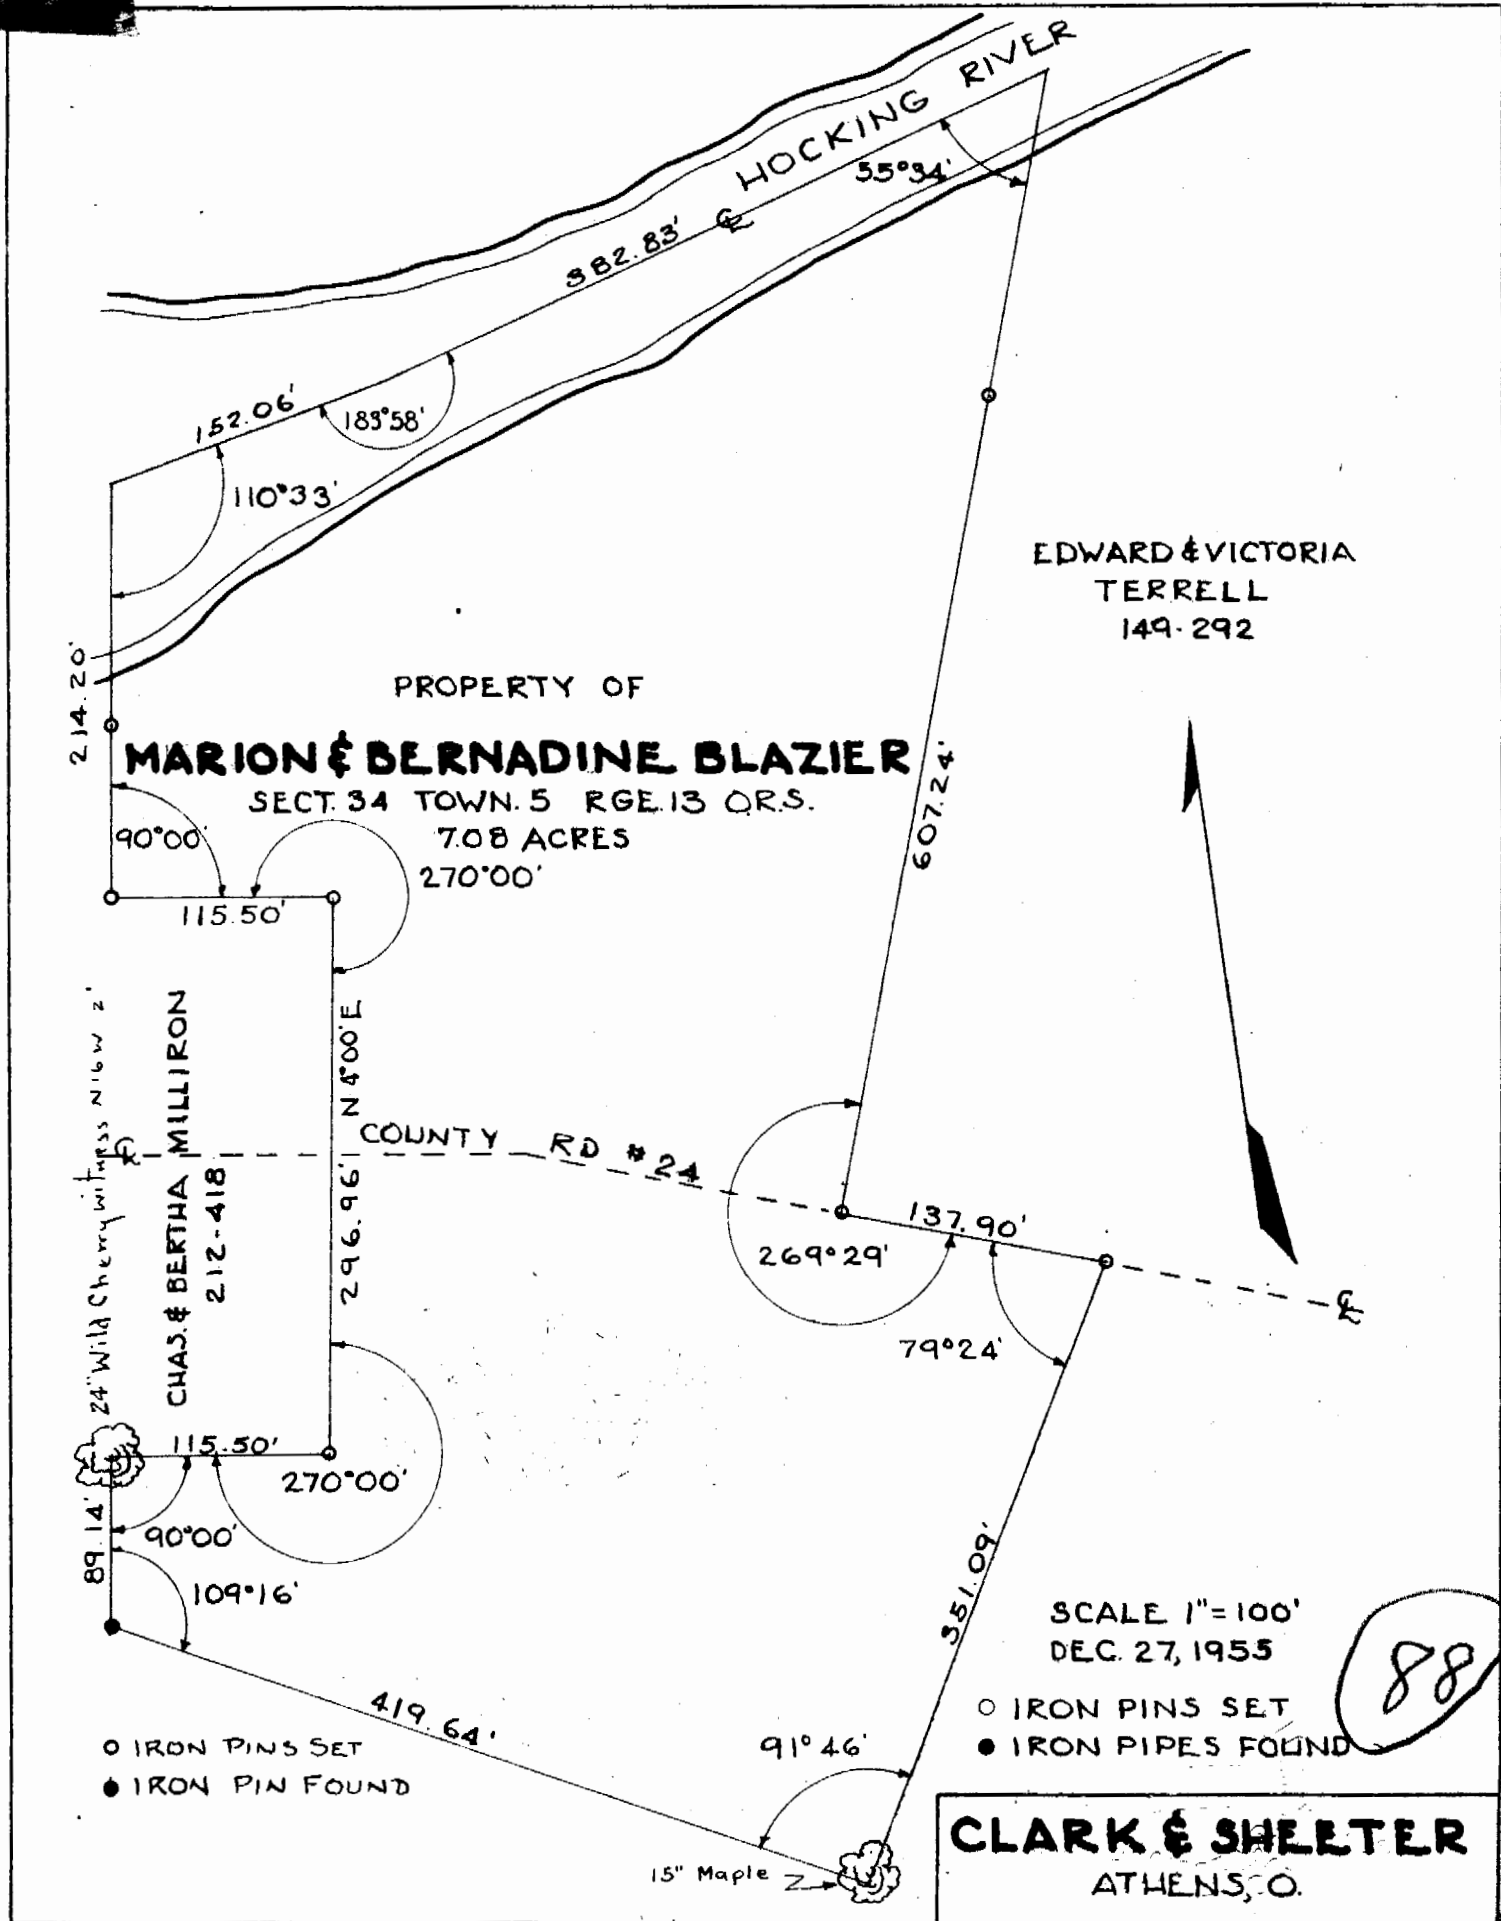 HOCKING RIVER
55°34'
382.83'
℄
152.06'
183°58'
110°33'
EDWARD & VICTORIA
TERRELL
149-292
214.20'
PROPERTY OF
MARION & BERNADINE BLAZIER
SECT. 34 TOWN. 5 RGE. 13 O.R.S.
7.08 ACRES
90°00'
270°00'
115.50'
607.24'
24" Wild Cherry witness N16W 2'
CHAS. & BERTHA MILLIRON
212-418
N 4°00'E
296.96'
℄
COUNTY RD # 24
137.90'
269°29'
79°24'
℄
115.50'
270°00'
89.14'
90°00'
109°16'
351.09'
SCALE 1"=100'
DEC. 27, 1955
88
419.64'
91°46'
○ IRON PINS SET
● IRON PIPES FOUND
○ IRON PINS SET
● IRON PIN FOUND
15" Maple
CLARK & SHEETER
ATHENS, O.